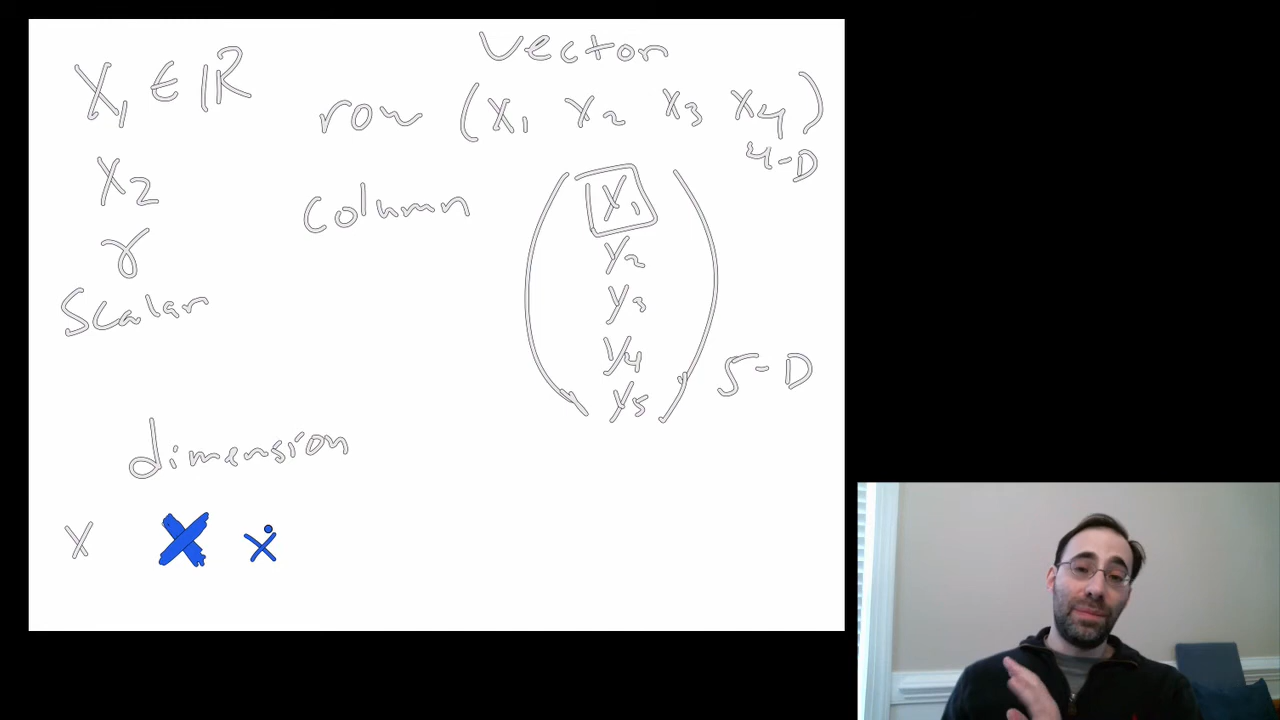 x₁ ∈ ℝ
vector
row (x₁ x₂ x₃ x₄)
4-D
x₂
column
γ
scalar
x₁
y₂
y₃
y₄
y₅
5-D
dimension
x x ẋ